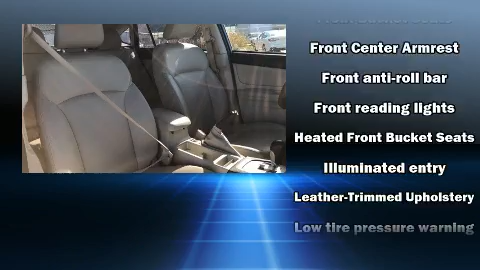 Front Center Armrest
Front anti-roll bar
Front reading lights
Heated Front Bucket Seats
Illuminated entry
Leather-Trimmed Upholstery
Low tire pressure warning